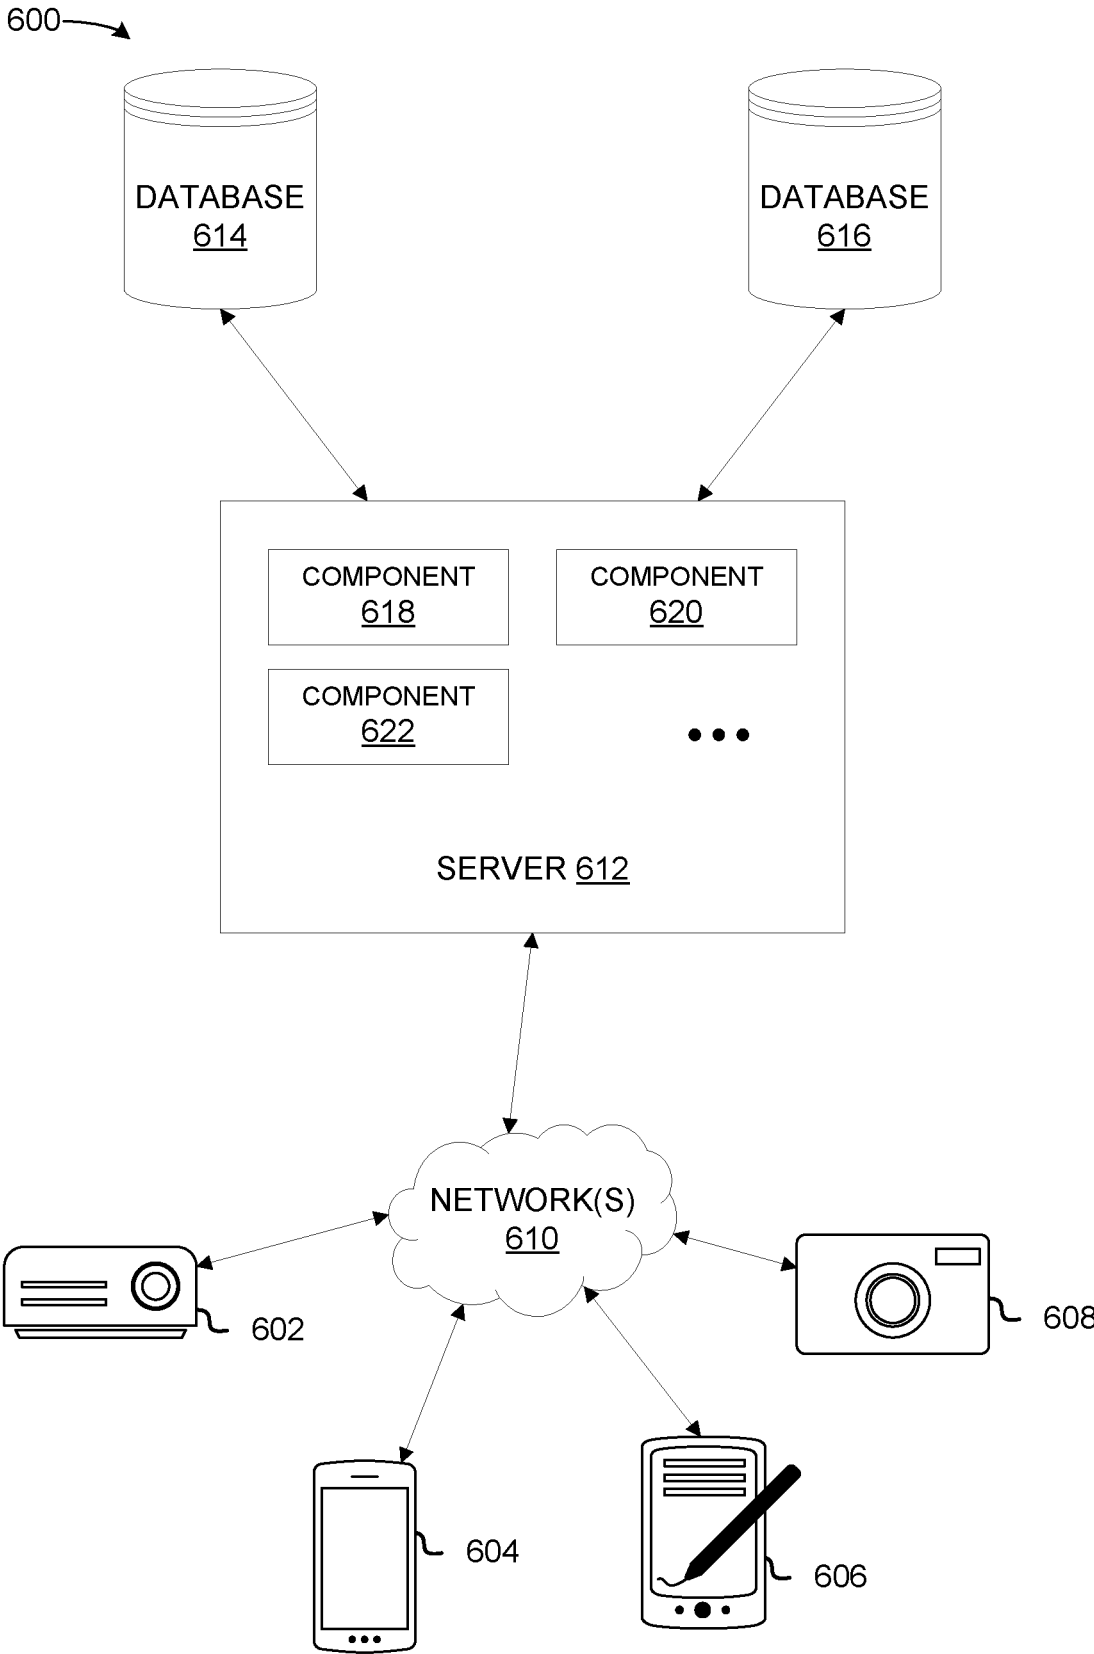 600
DATABASE
614
DATABASE
616
COMPONENT
618
COMPONENT
620
COMPONENT
622
SERVER 612
NETWORK(S)
610
602
608
604
606